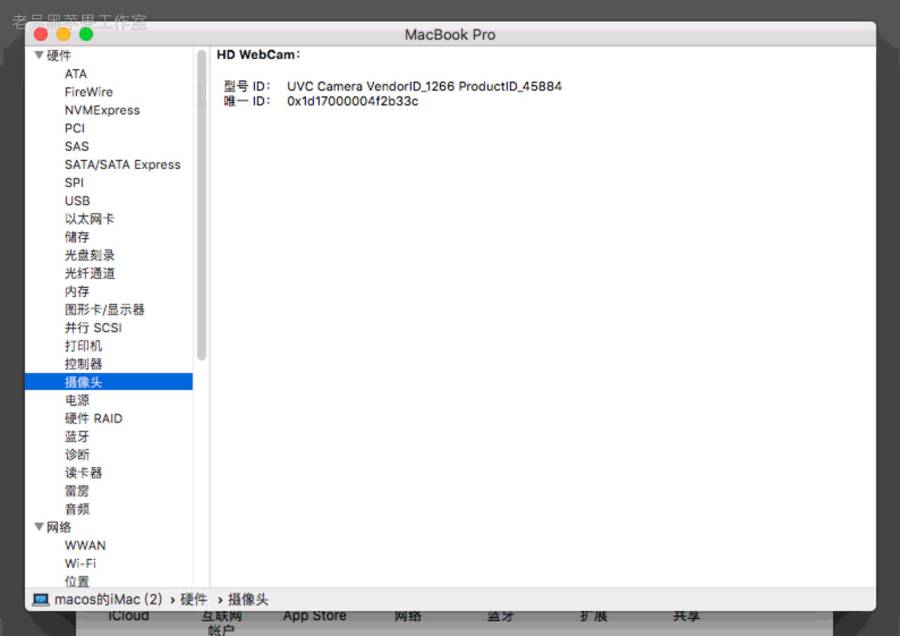 老吊黑苹果工作室
MacBook Pro
硬件
ATA
FireWire
NVMExpress
PCI
SAS
SATA/SATA Express
SPI
USB
以太网卡
储存
光盘刻录
光纤通道
内存
图形卡/显示器
并行 SCSI
打印机
控制器
摄像头
电源
硬件 RAID
蓝牙
诊断
读卡器
雷雳
音频
网络
WWAN
Wi-Fi
位置
HD WebCam:
型号 ID: UVC Camera VendorID_1266 ProductID_45884
唯一 ID: 0x1d17000004f2b33c
macos的iMac (2) › 硬件 › 摄像头
iCloud 互联网 App Store 网络 蓝牙 扩展 共享
帐户